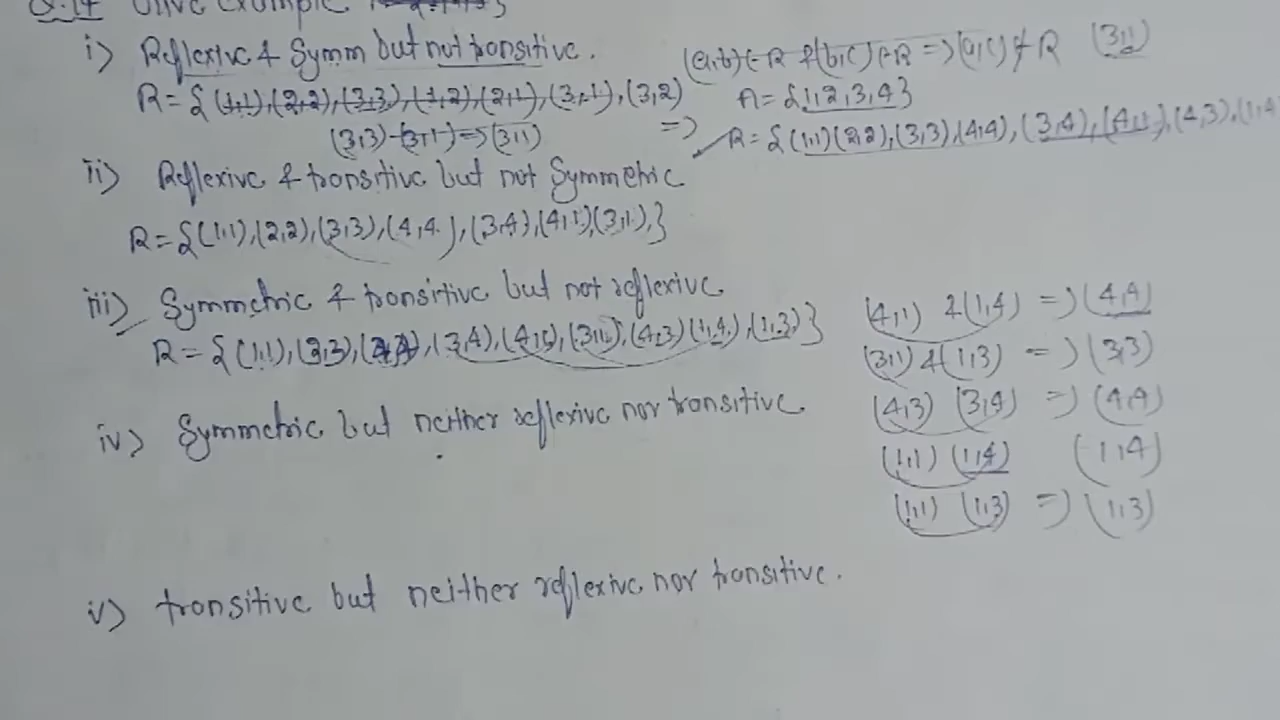 Give example.
i) Reflexive & Symm but not transitive.
(a,b) ∈ R & (b,c) ∈ R => (a,c) ∉ R (3,1)
R = {(1,1),(2,2),(3,3),(1,2),(2,1),(3,1),(3,2)
A = {1,2,3,4}
(3,3)-(3,1) => (3,1)
=> R = {(1,1)(2,2),(3,3),(4,4),(3,4),(4,1),(4,3),(1,4
ii) Reflexive & transitive but not Symmetric
R = {(1,1),(2,2),(3,3),(4,4),(3,4),(4,1),(3,1),}
iii) Symmetric & transitive but not reflexive
R = {(1,1),(3,3),(4,4),(3,4),(4,1),(3,1),(4,3)(1,4),(1,3)}
(4,1) & (1,4) => (4,4)
(3,1) & (1,3) => (3,3)
(4,3) (3,4) => (4,4)
(1,1) (1,4) (1,4)
(1,1) (1,3) => (1,3)
iv) Symmetric but neither reflexive nor transitive
v) transitive but neither reflexive nor transitive.